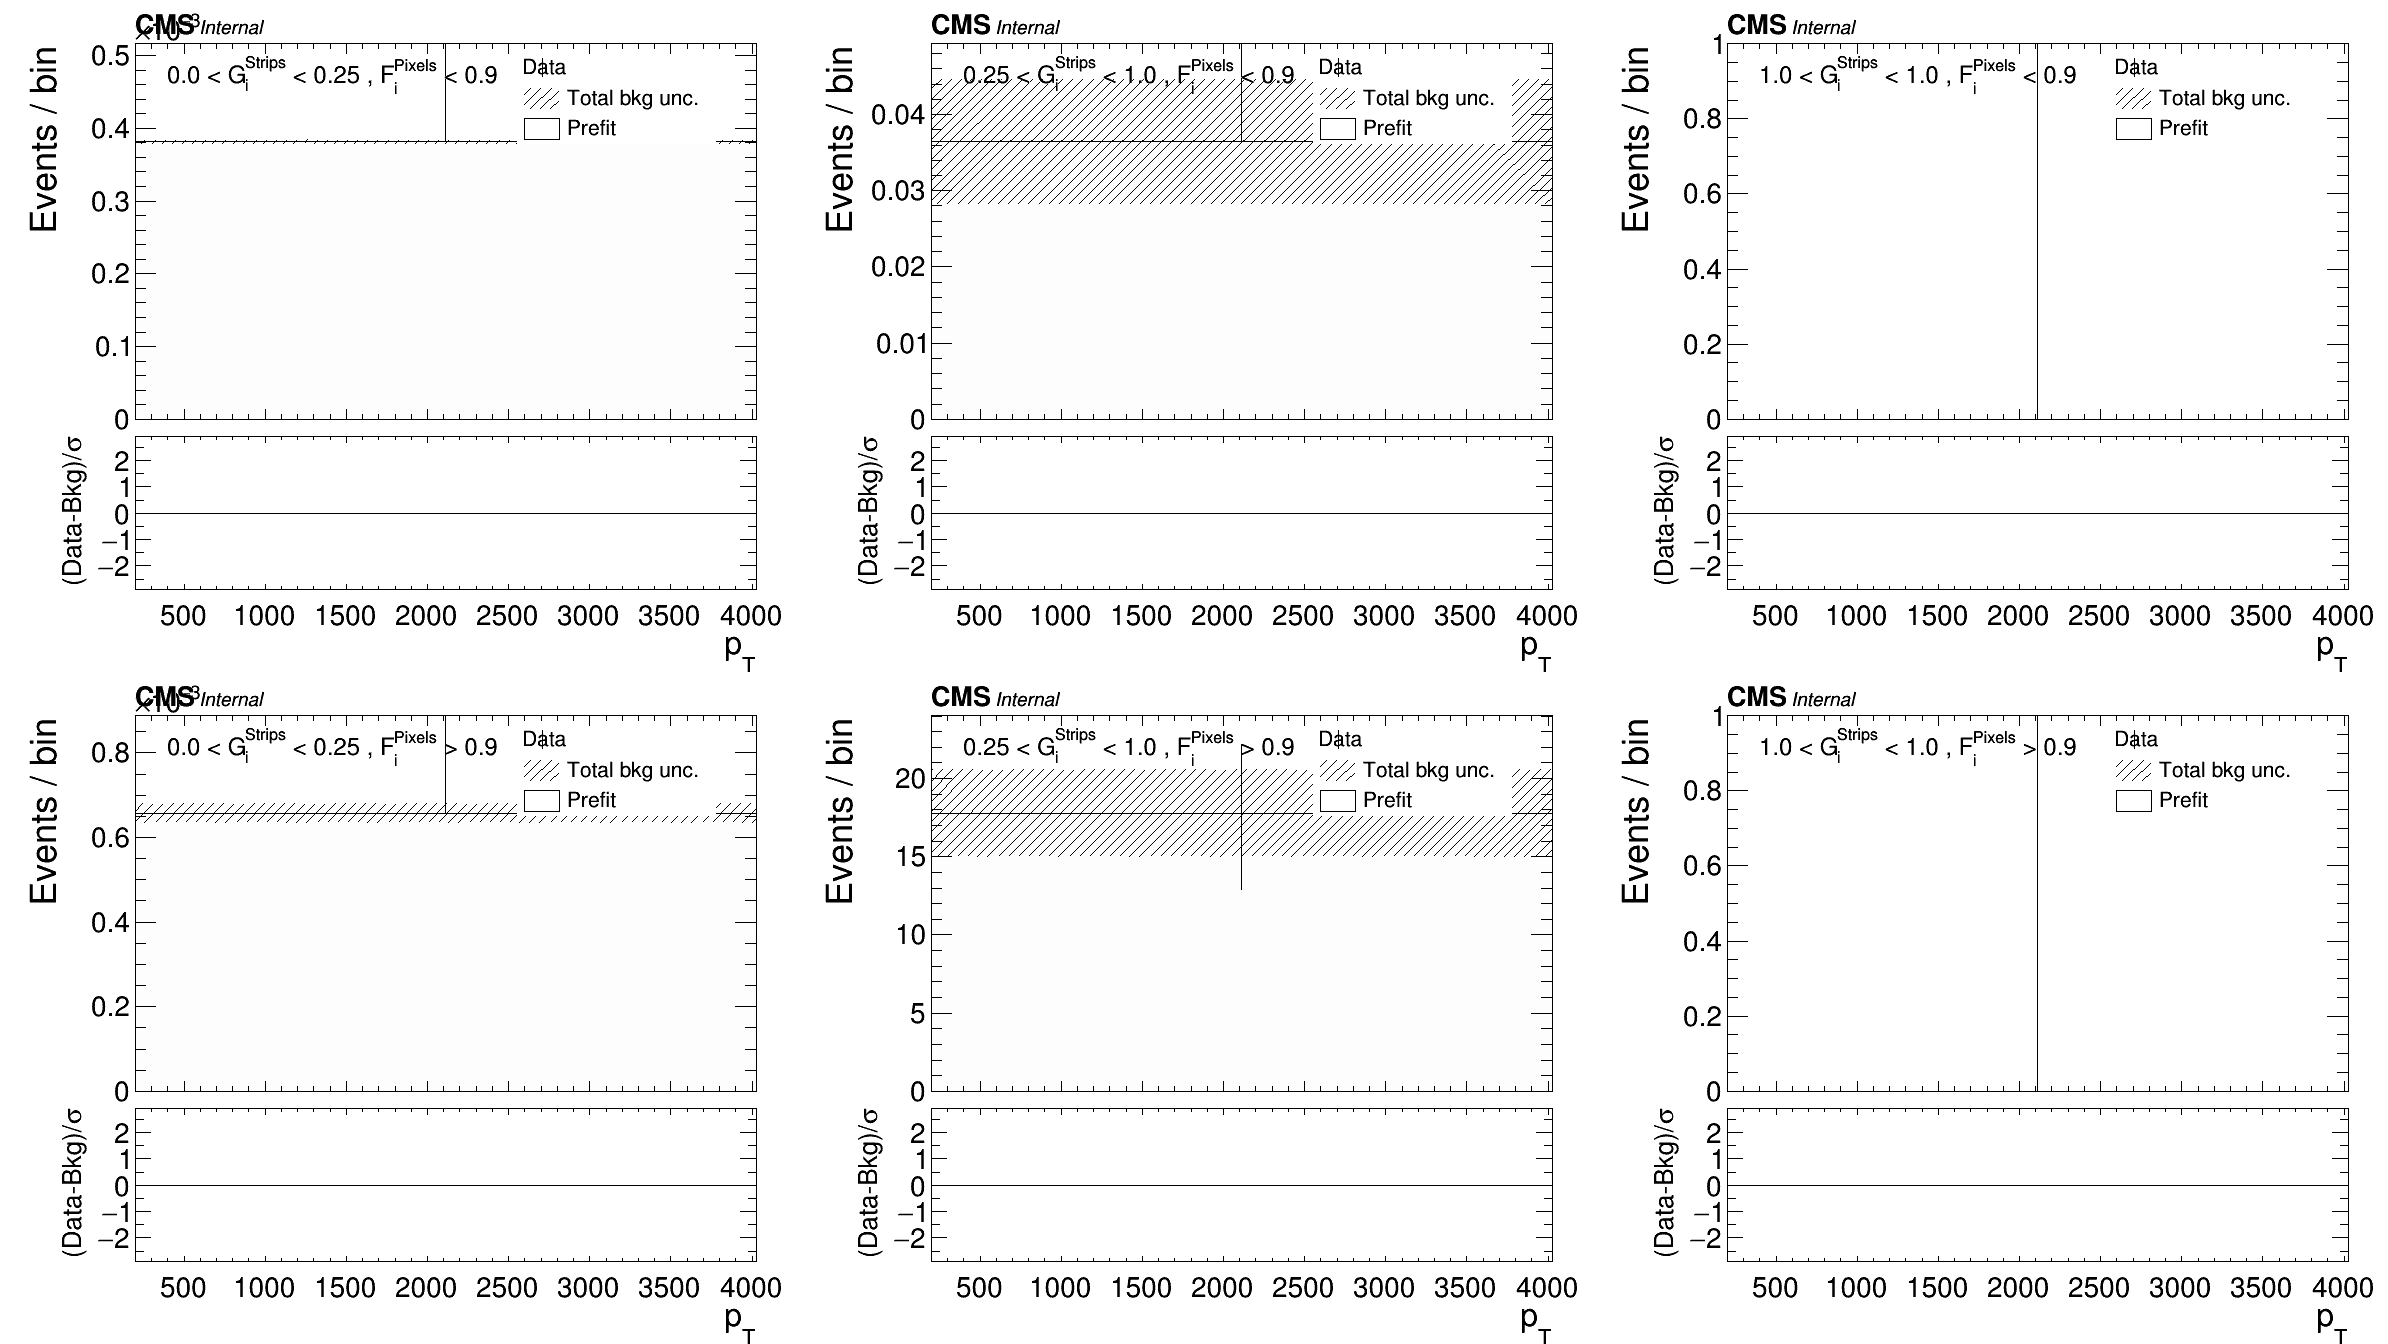 CMS Internal
×10⁻³
Events / bin
0.0 < G_i^Strips < 0.25 , F_i^Pixels < 0.9
Data
Total bkg unc.
Prefit
0.5
0.4
0.3
0.2
0.1
0
(Data-Bkg)/σ
2
1
0
−1
−2
500 1000 1500 2000 2500 3000 3500 4000
p_T
CMS Internal
Events / bin
0.25 < G_i^Strips < 1.0 , F_i^Pixels < 0.9
Data
Total bkg unc.
Prefit
0.04
0.03
0.02
0.01
0
(Data-Bkg)/σ
2
1
0
−1
−2
500 1000 1500 2000 2500 3000 3500 4000
p_T
CMS Internal
Events / bin
1.0 < G_i^Strips < 1.0 , F_i^Pixels < 0.9
Data
Total bkg unc.
Prefit
1
0.8
0.6
0.4
0.2
0
(Data-Bkg)/σ
2
1
0
−1
−2
500 1000 1500 2000 2500 3000 3500 4000
p_T
CMS Internal
×10⁻³
Events / bin
0.0 < G_i^Strips < 0.25 , F_i^Pixels > 0.9
Data
Total bkg unc.
Prefit
0.8
0.6
0.4
0.2
0
(Data-Bkg)/σ
2
1
0
−1
−2
500 1000 1500 2000 2500 3000 3500 4000
p_T
CMS Internal
Events / bin
0.25 < G_i^Strips < 1.0 , F_i^Pixels > 0.9
Data
Total bkg unc.
Prefit
20
15
10
5
0
(Data-Bkg)/σ
2
1
0
−1
−2
500 1000 1500 2000 2500 3000 3500 4000
p_T
CMS Internal
Events / bin
1.0 < G_i^Strips < 1.0 , F_i^Pixels > 0.9
Data
Total bkg unc.
Prefit
1
0.8
0.6
0.4
0.2
0
(Data-Bkg)/σ
2
1
0
−1
−2
500 1000 1500 2000 2500 3000 3500 4000
p_T